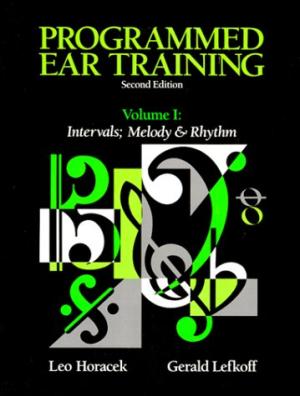 PROGRAMMED
EAR TRAINING
Second Edition
Volume I:
Intervals; Melody & Rhythm
Leo Horacek
Gerald Lefkoff